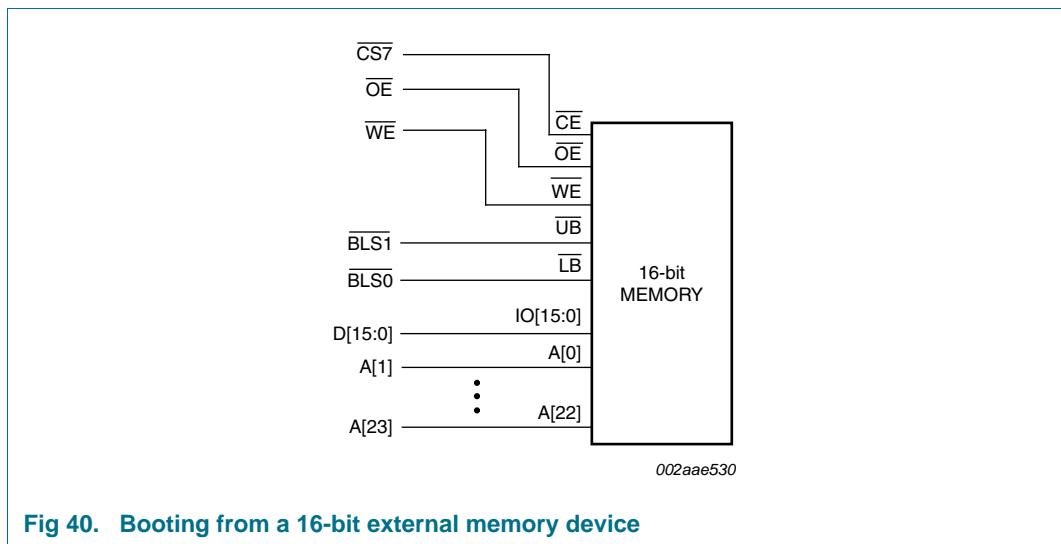 CS7
OE
WE
BLS1
BLS0
D[15:0]
A[1]
A[23]
CE
OE
WE
UB
LB
IO[15:0]
A[0]
A[22]
16-bit
MEMORY
002aae530
Fig 40. Booting from a 16-bit external memory device